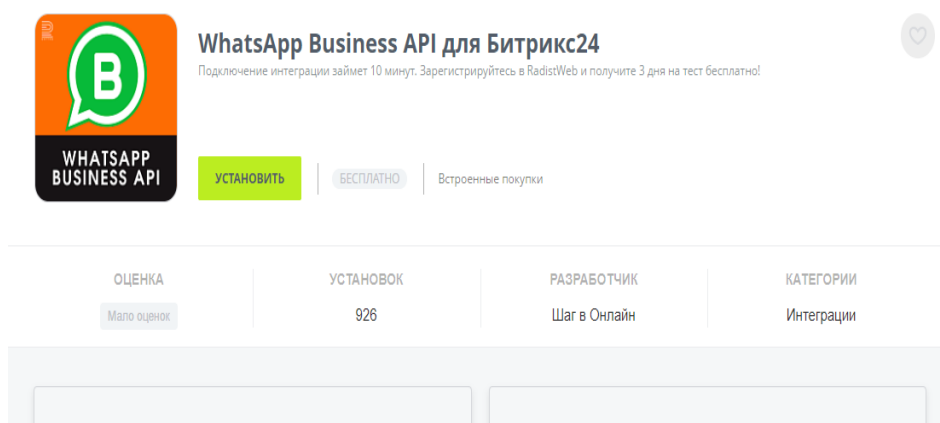 WhatsApp Business API для Битрикс24
Подключение интеграции займет 10 минут. Зарегистрируйтесь в RadistWeb и получите 3 дня на тест бесплатно!
B
WHATSAPP
BUSINESS API
УСТАНОВИТЬ
БЕСПЛАТНО
Встроенные покупки
ОЦЕНКА
Мало оценок
УСТАНОВОК
926
РАЗРАБОТЧИК
Шаг в Онлайн
КАТЕГОРИИ
Интеграции